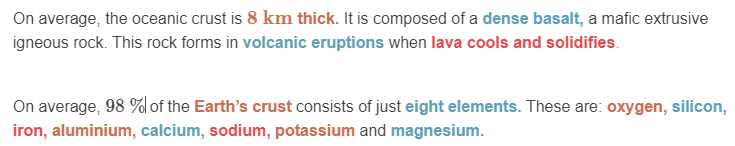 On average, the oceanic crust is 8 km thick. It is composed of a dense basalt, a mafic extrusive
igneous rock. This rock forms in volcanic eruptions when lava cools and solidifies.
On average, 98 % of the Earth’s crust consists of just eight elements. These are: oxygen, silicon,
iron, aluminium, calcium, sodium, potassium and magnesium.